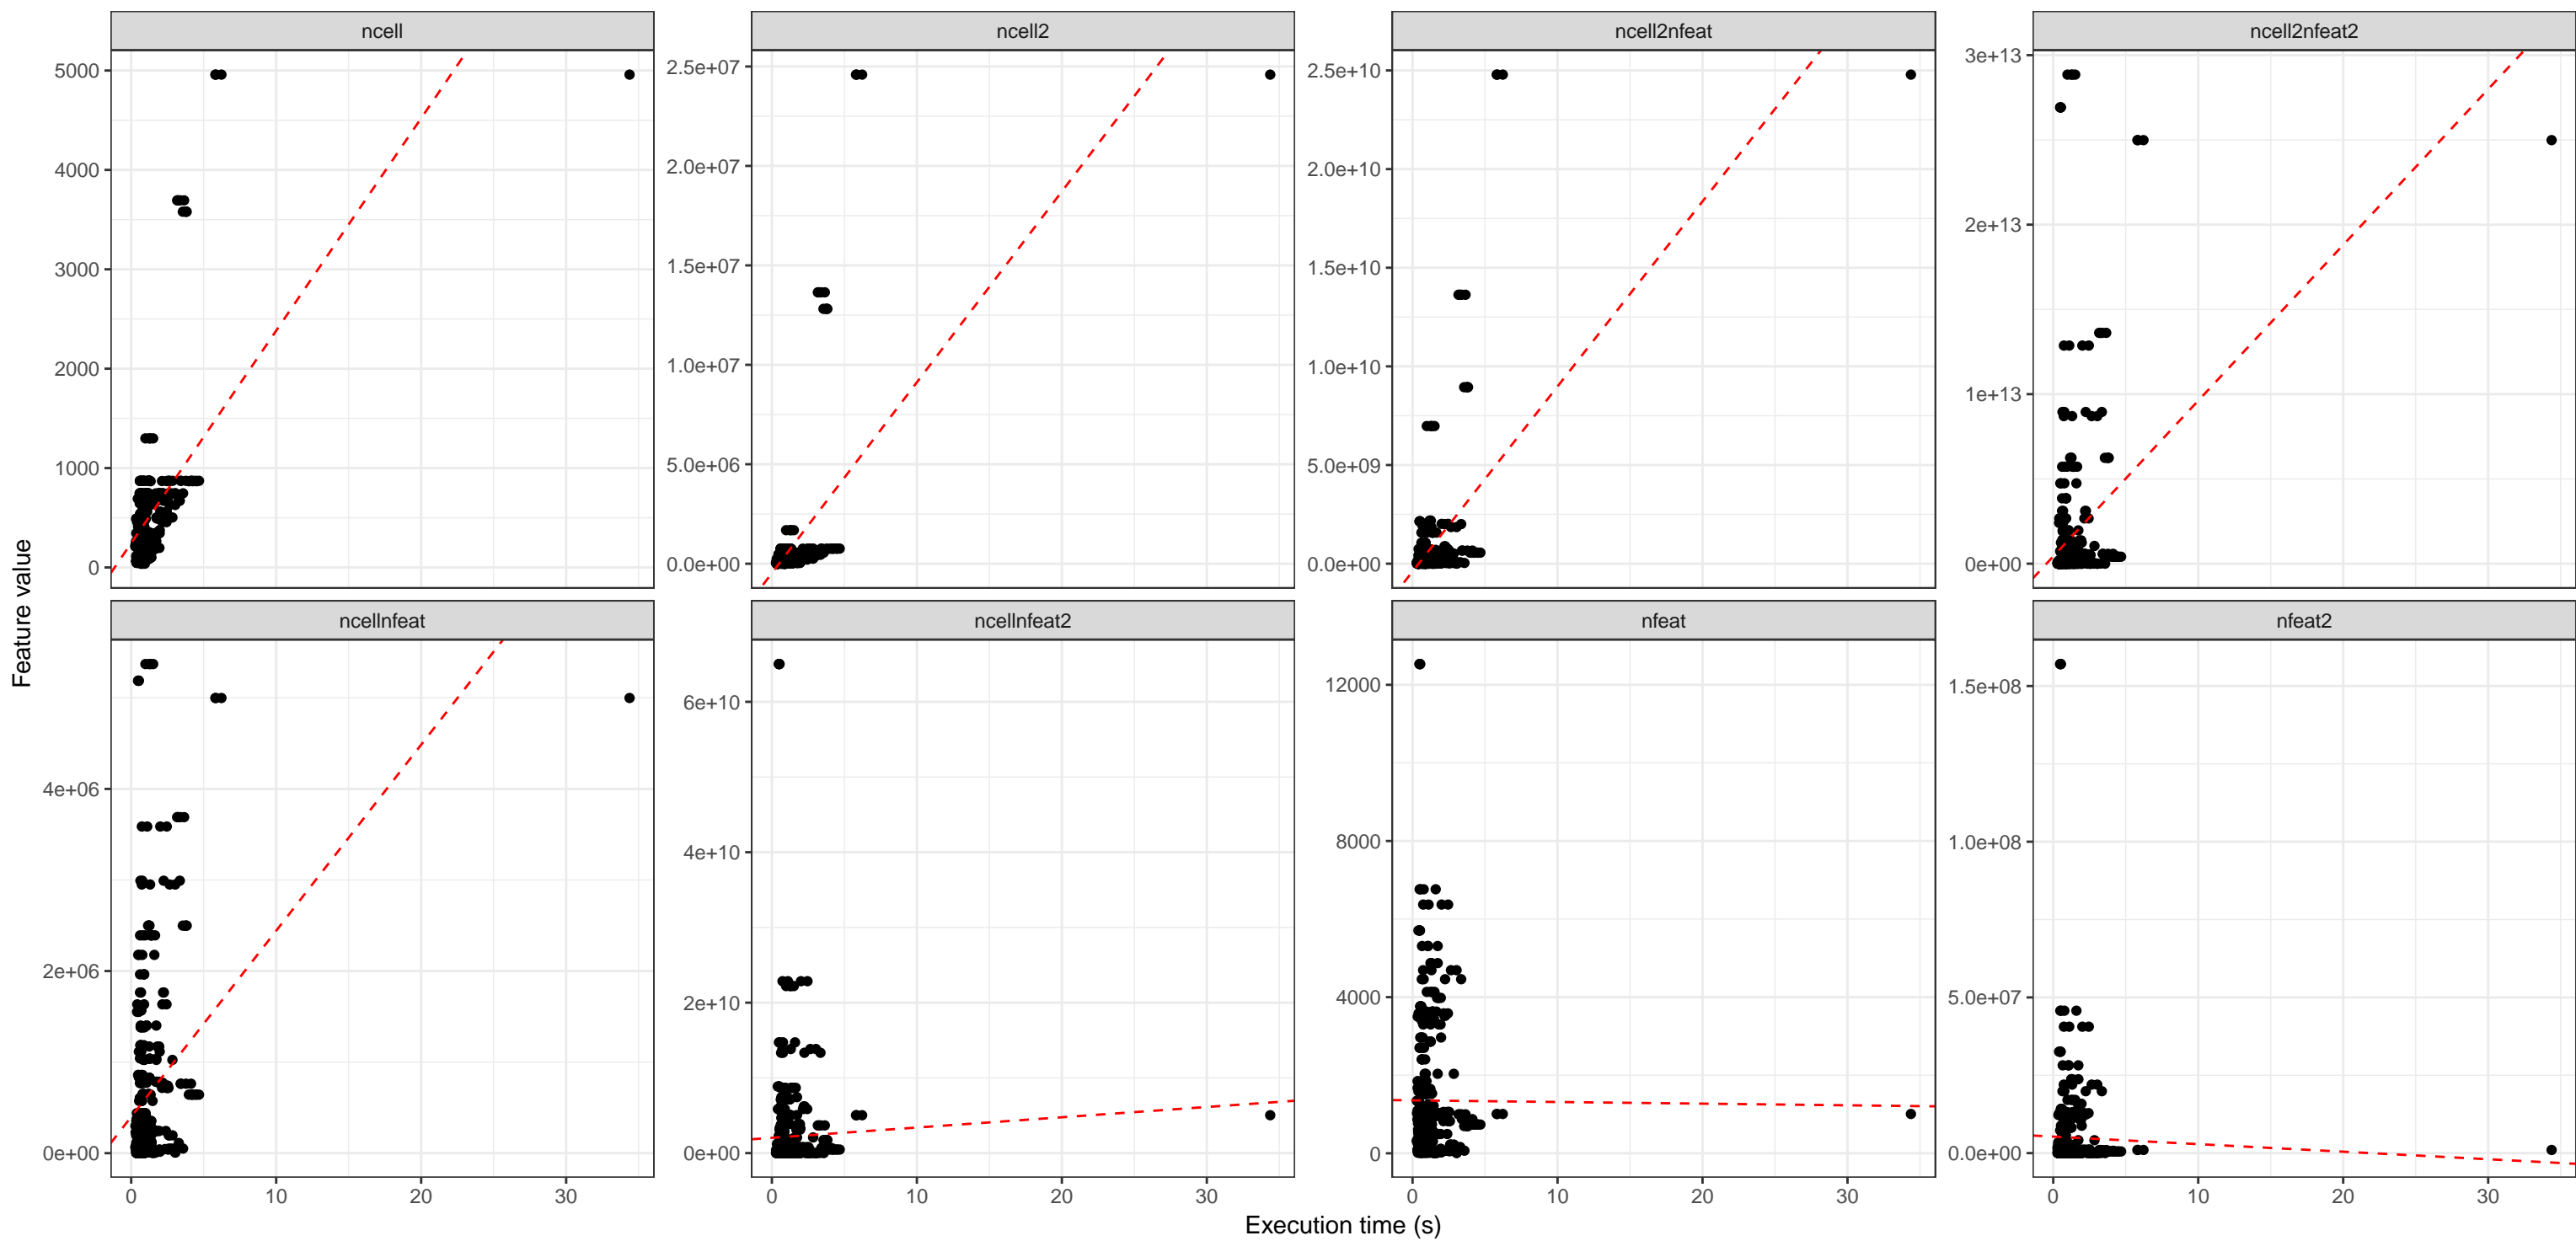 ncell
ncell2
ncell2nfeat
ncell2nfeat2
5000
4000
3000
2000
1000
0
2.5e+07
2.0e+07
1.5e+07
1.0e+07
5.0e+06
0.0e+00
2.5e+10
2.0e+10
1.5e+10
1.0e+10
5.0e+09
0.0e+00
3e+13
2e+13
1e+13
0e+00
ncellnfeat
ncellnfeat2
nfeat
nfeat2
4e+06
2e+06
0e+00
6e+10
4e+10
2e+10
0e+00
12000
8000
4000
0
1.5e+08
1.0e+08
5.0e+07
0.0e+00
0 10 20 30
0 10 20 30
0 10 20 30
0 10 20 30
Execution time (s)
Feature value